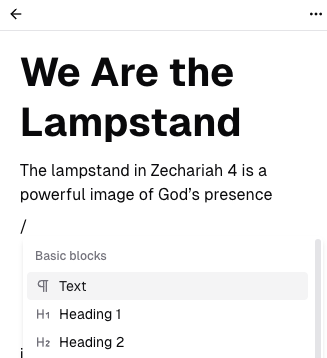 We Are the
Lampstand
The lampstand in Zechariah 4 is a
powerful image of God’s presence
/
Basic blocks
Text
H1 Heading 1
H2 Heading 2